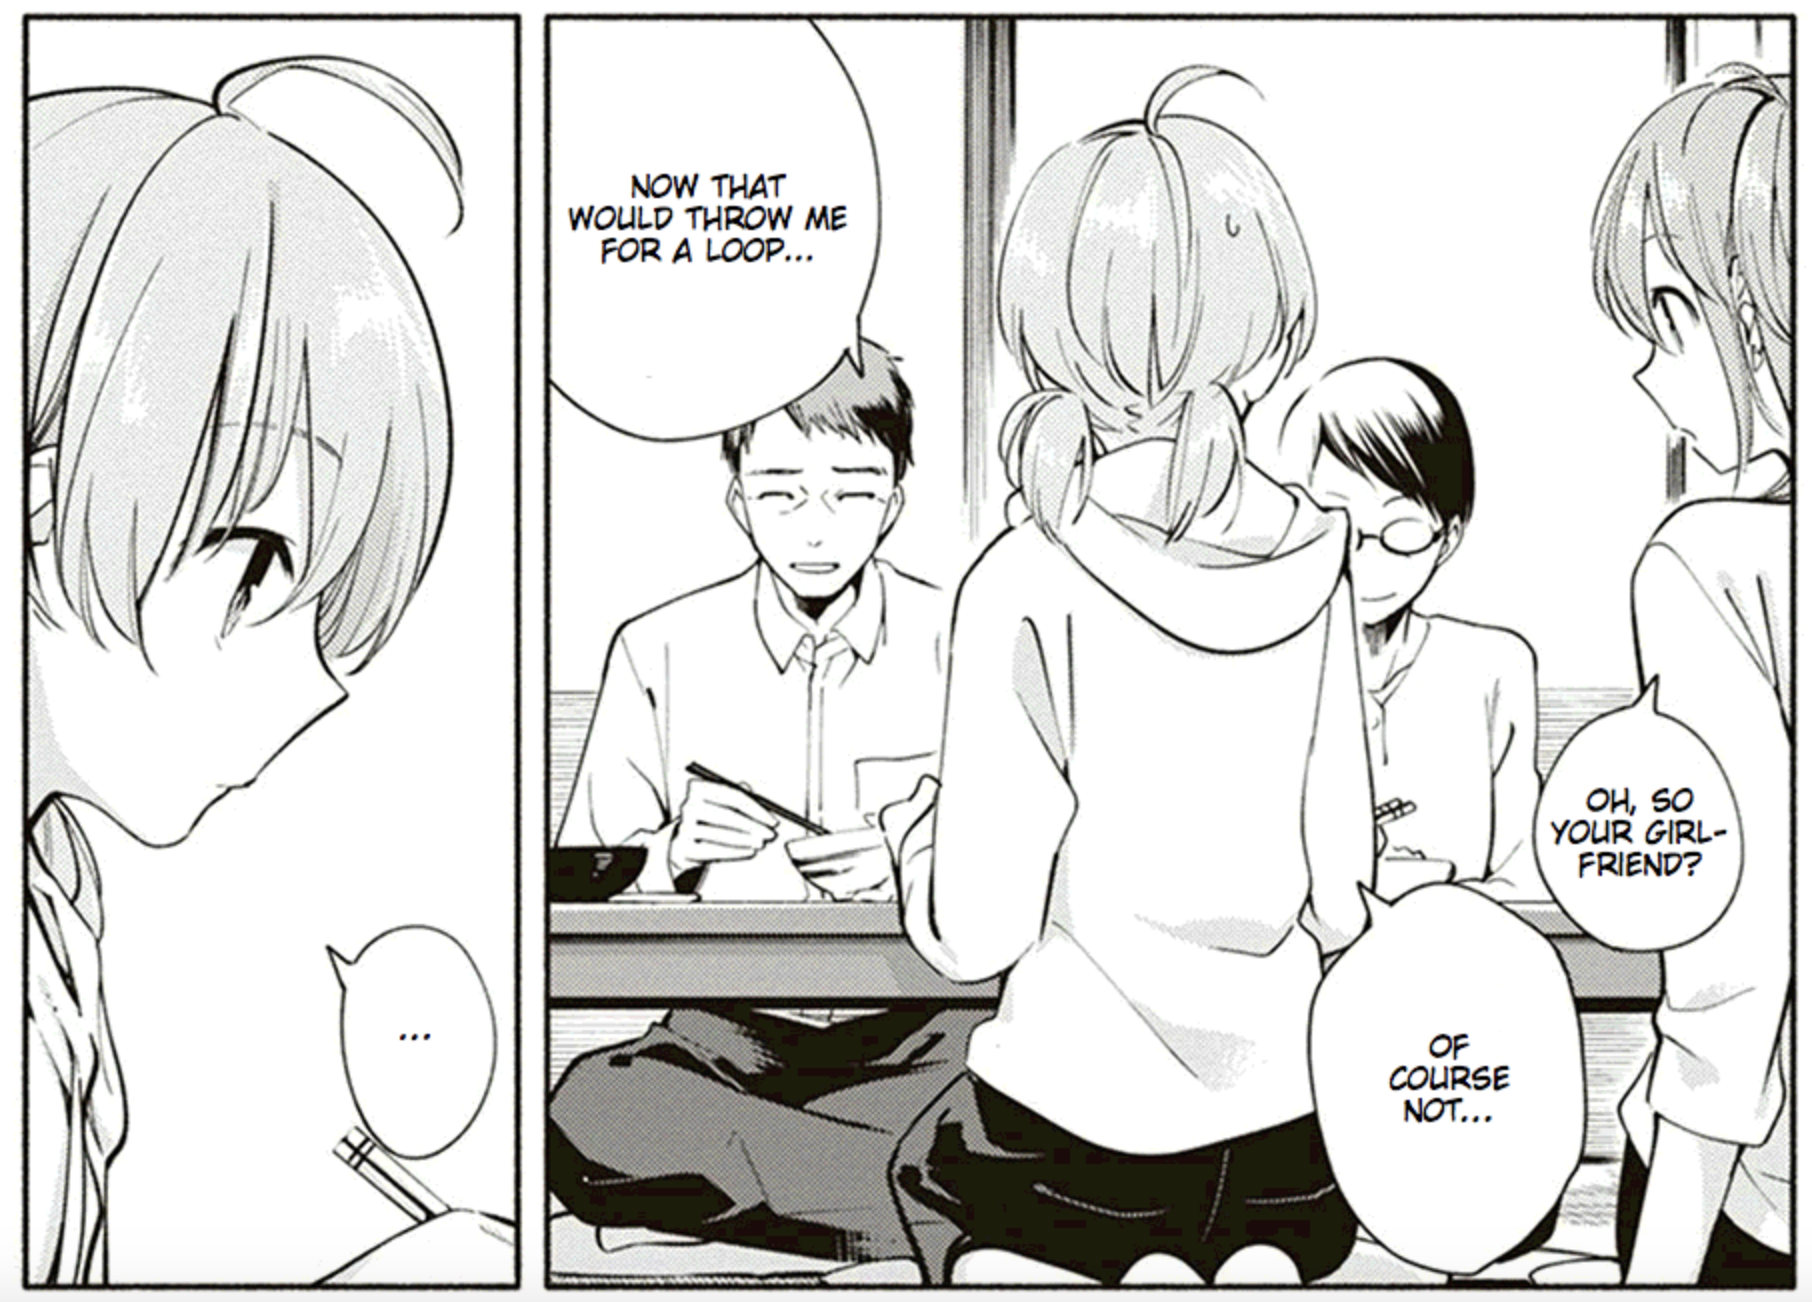 OH, SO
YOUR GIRL-
FRIEND?
OF
COURSE
NOT...
NOW THAT
WOULD THROW ME
FOR A LOOP...
...